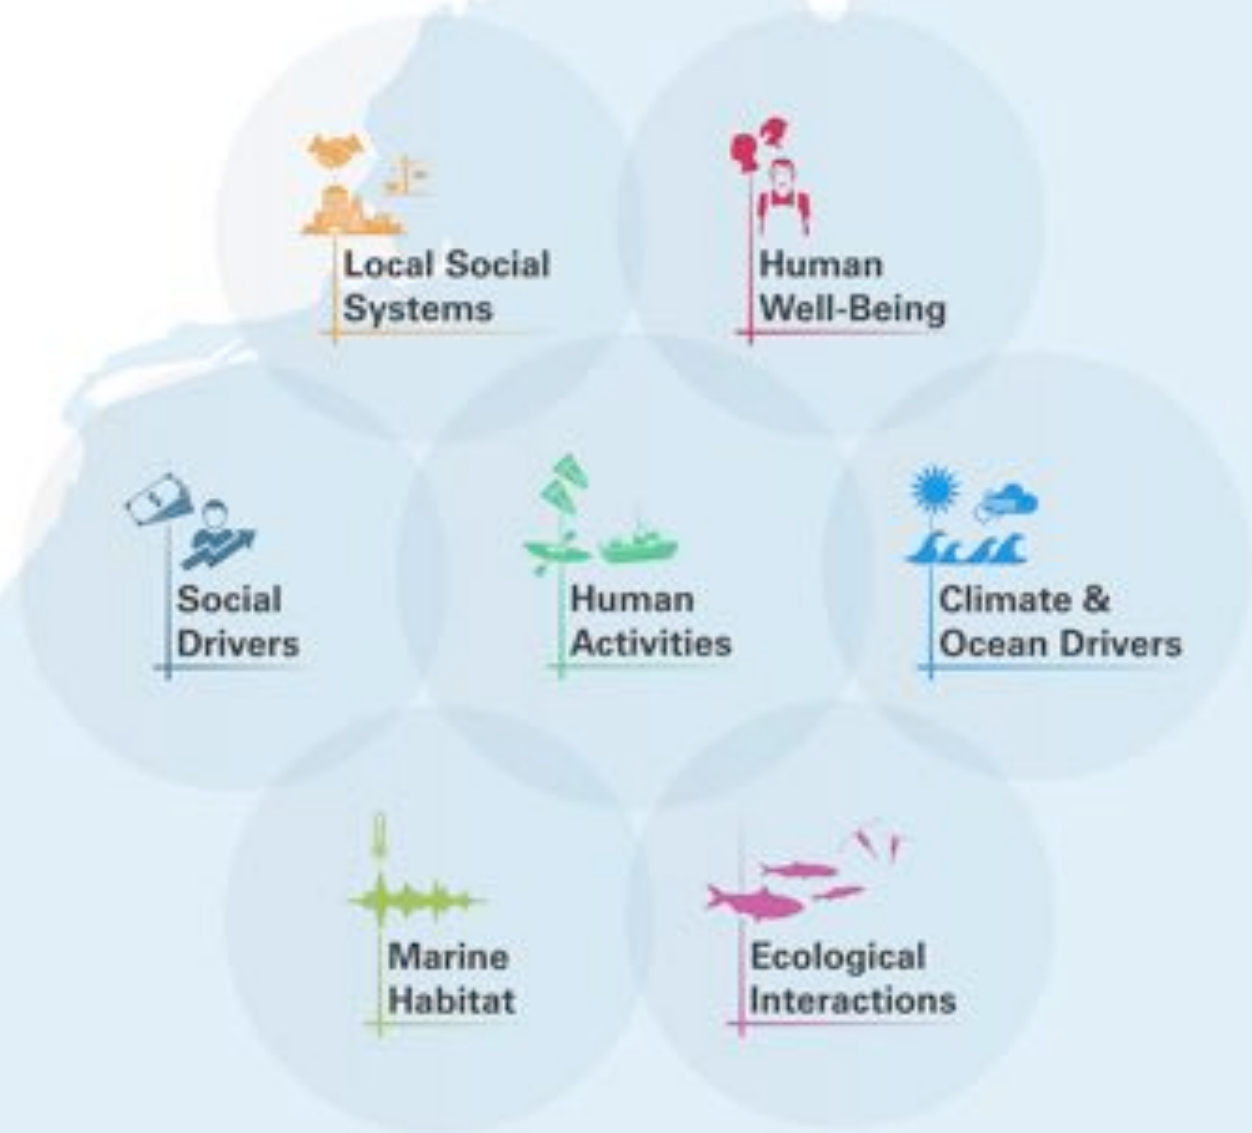 Local Social
Systems
Human
Well-Being
Social
Drivers
Human
Activities
Climate &
Ocean Drivers
Marine
Habitat
Ecological
Interactions